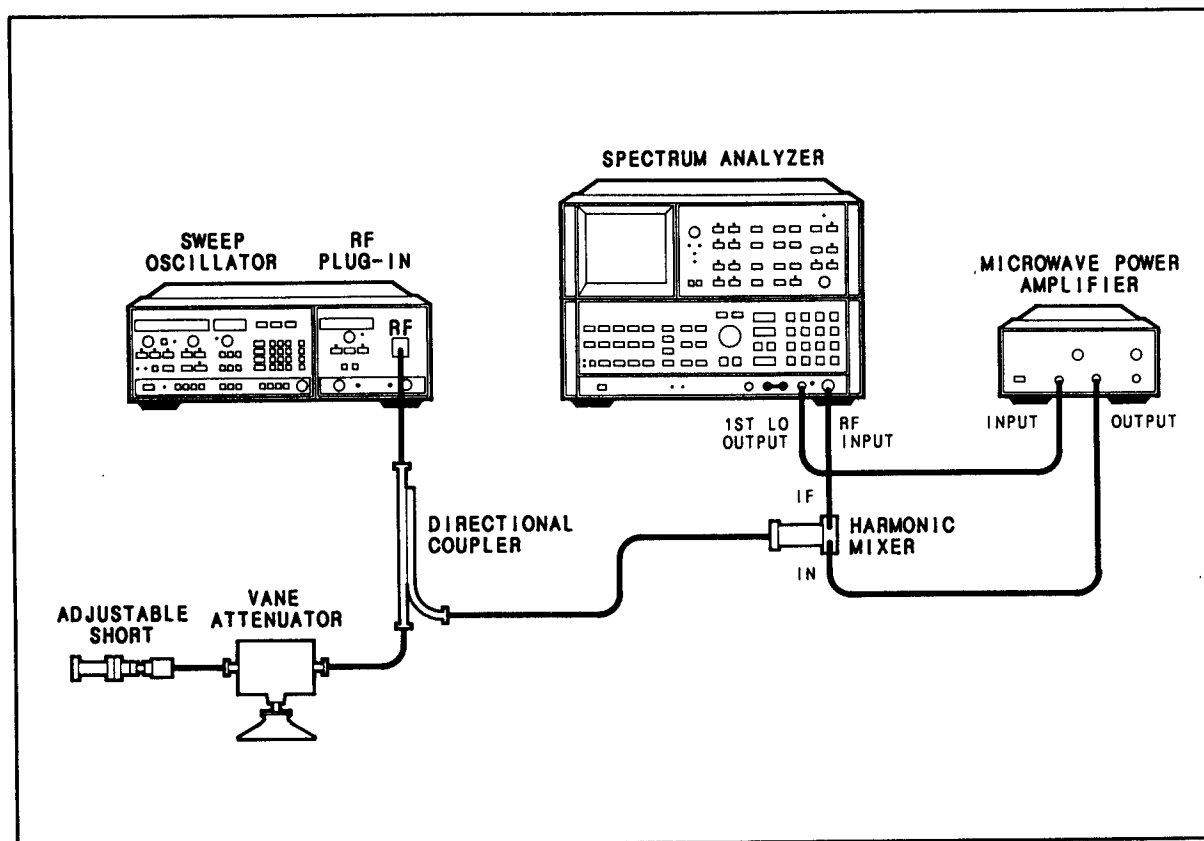 SPECTRUM ANALYZER
SWEEP
OSCILLATOR
RF
PLUG-IN
MICROWAVE POWER
AMPLIFIER
RF
1ST LO
OUTPUT
RF
INPUT
INPUT
OUTPUT
IF
DIRECTIONAL
COUPLER
HARMONIC
MIXER
IN
VANE
ATTENUATOR
ADJUSTABLE
SHORT